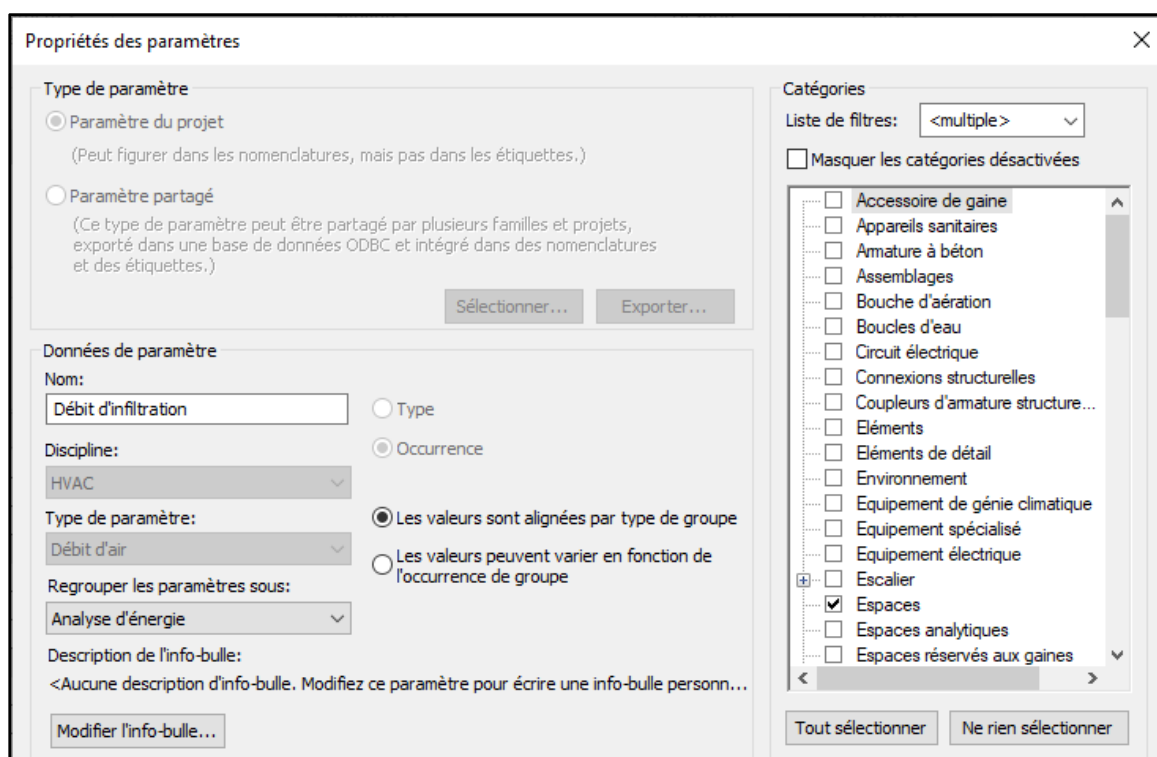 Propriétés des paramètres
Type de paramètre
Paramètre du projet
(Peut figurer dans les nomenclatures, mais pas dans les étiquettes.)
Paramètre partagé
(Ce type de paramètre peut être partagé par plusieurs familles et projets,
exporté dans une base de données ODBC et intégré dans des nomenclatures
et des étiquettes.)
Sélectionner...
Exporter...
Données de paramètre
Nom:
Débit d'infiltration
Type
Discipline:
Occurrence
HVAC
Type de paramètre:
Les valeurs sont alignées par type de groupe
Débit d'air
Les valeurs peuvent varier en fonction de
l'occurrence de groupe
Regrouper les paramètres sous:
Analyse d'énergie
Description de l'info-bulle:
<Aucune description d'info-bulle. Modifiez ce paramètre pour écrire une info-bulle personn...
Modifier l'info-bulle...
Catégories
Liste de filtres:
<multiple>
Masquer les catégories désactivées
Accessoire de gaine
Appareils sanitaires
Armature à béton
Assemblages
Bouche d'aération
Boucles d'eau
Circuit électrique
Connexions structurelles
Coupleurs d'armature structure...
Eléments
Eléments de détail
Environnement
Equipement de génie climatique
Equipement spécialisé
Equipement électrique
Escalier
Espaces
Espaces analytiques
Espaces réservés aux gaines
Tout sélectionner
Ne rien sélectionner